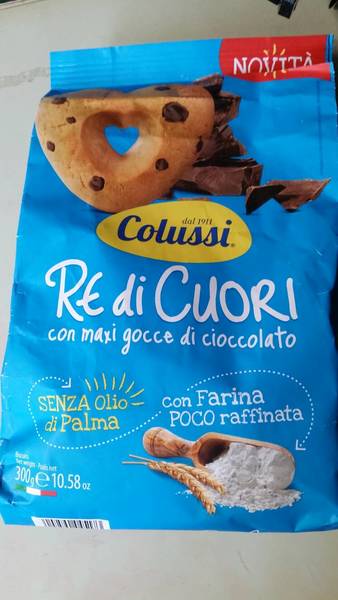 NOVITÀ
dal 1911
Colussi
RE di CUORI
con maxi gocce di cioccolato
SENZA Olio
di Palma
con Farina
POCO raffinata
300g e 10.58 oz